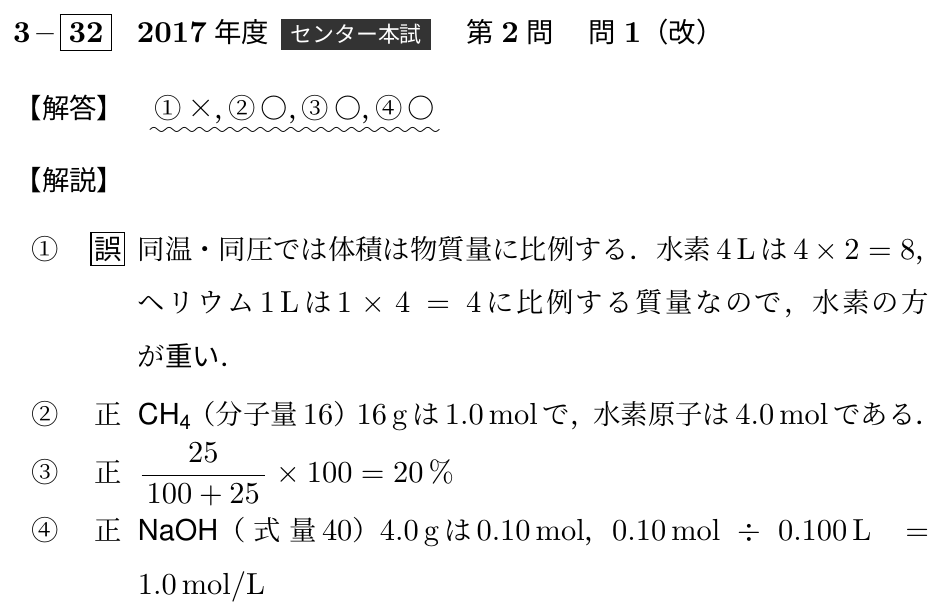 3－32 2017 年度 センター本試 第 2 問 問 1（改）
【解答】 ①×,②○,③○,④○
【解説】
① 誤 同温・同圧では体積は物質量に比例する．水素 4 L は 4 × 2 = 8,
ヘリウム 1 L は 1 × 4 = 4 に比例する質量なので，水素の方
が重い．
② 正 CH₄（分子量 16）16 g は 1.0 mol で，水素原子は 4.0 mol である．
③ 正 25/(100 + 25) × 100 = 20 %
④ 正 NaOH（式量 40）4.0 g は 0.10 mol，0.10 mol ÷ 0.100 L =
1.0 mol/L